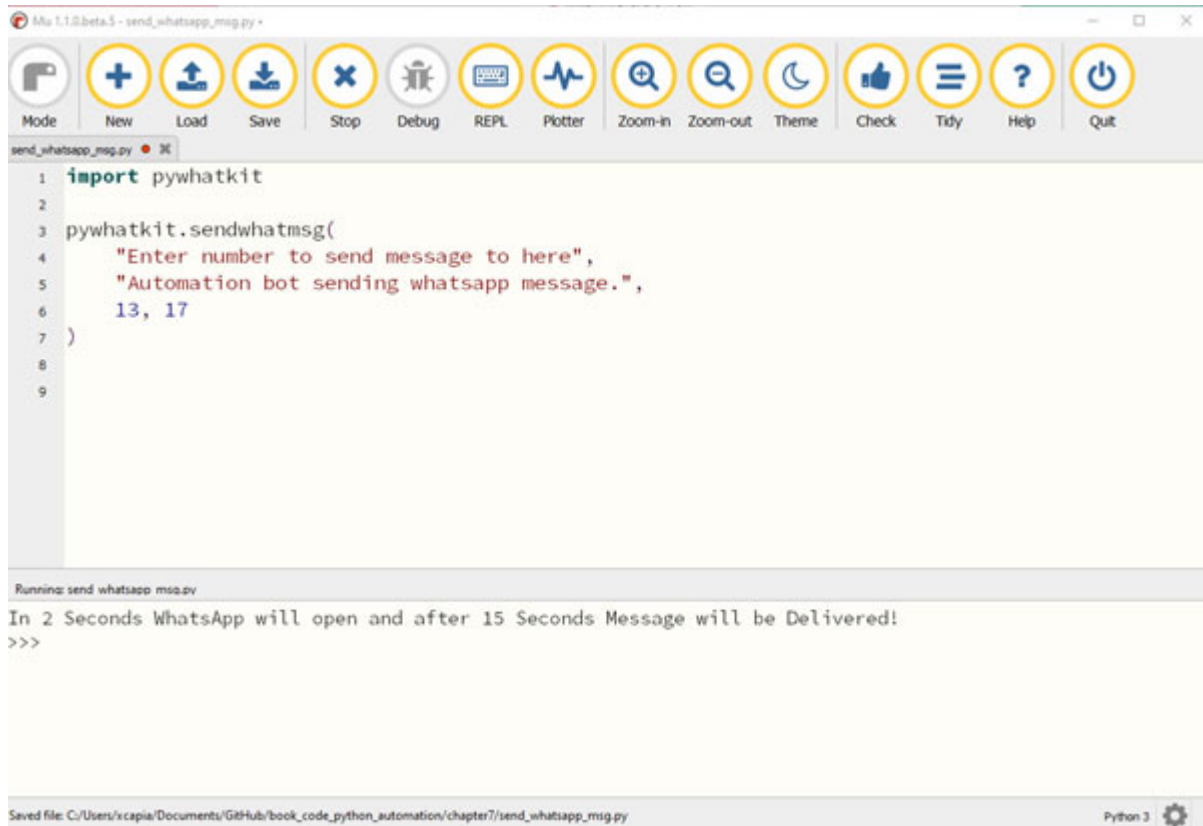 Mu 1.1.0.beta.5 - send_whatsapp_msg.py •
Mode New Load Save Stop Debug REPL Plotter Zoom-in Zoom-out Theme Check Tidy Help Quit
send_whatsapp_msg.py
1 import pywhatkit
2
3 pywhatkit.sendwhatmsg(
4 "Enter number to send message to here",
5 "Automation bot sending whatsapp message.",
6 13, 17
7 )
8
9
Running: send_whatsapp_msg.py
In 2 Seconds WhatsApp will open and after 15 Seconds Message will be Delivered!
>>>
Saved file: C:/Users/xcapia/Documents/GitHub/book_code_python_automation/chapter7/send_whatsapp_msg.py Python 3